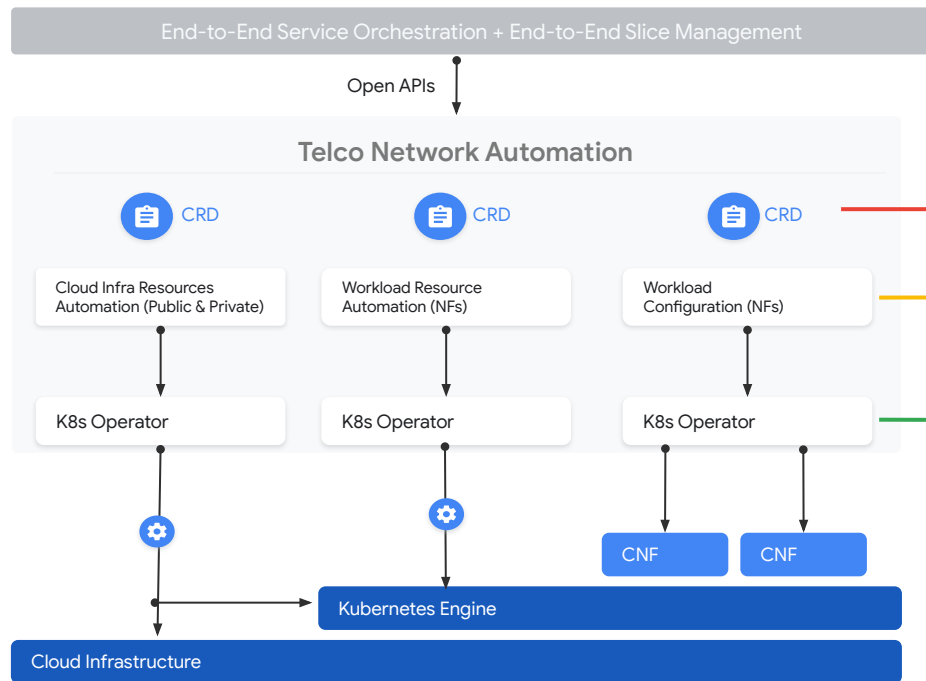 End-to-End Service Orchestration + End-to-End Slice Management
Open APIs
Telco Network Automation
CRD
CRD
CRD
Cloud Infra Resources
Automation (Public & Private)
Workload Resource
Automation (NFs)
Workload
Configuration (NFs)
K8s Operator
K8s Operator
K8s Operator
CNF
CNF
Kubernetes Engine
Cloud Infrastructure